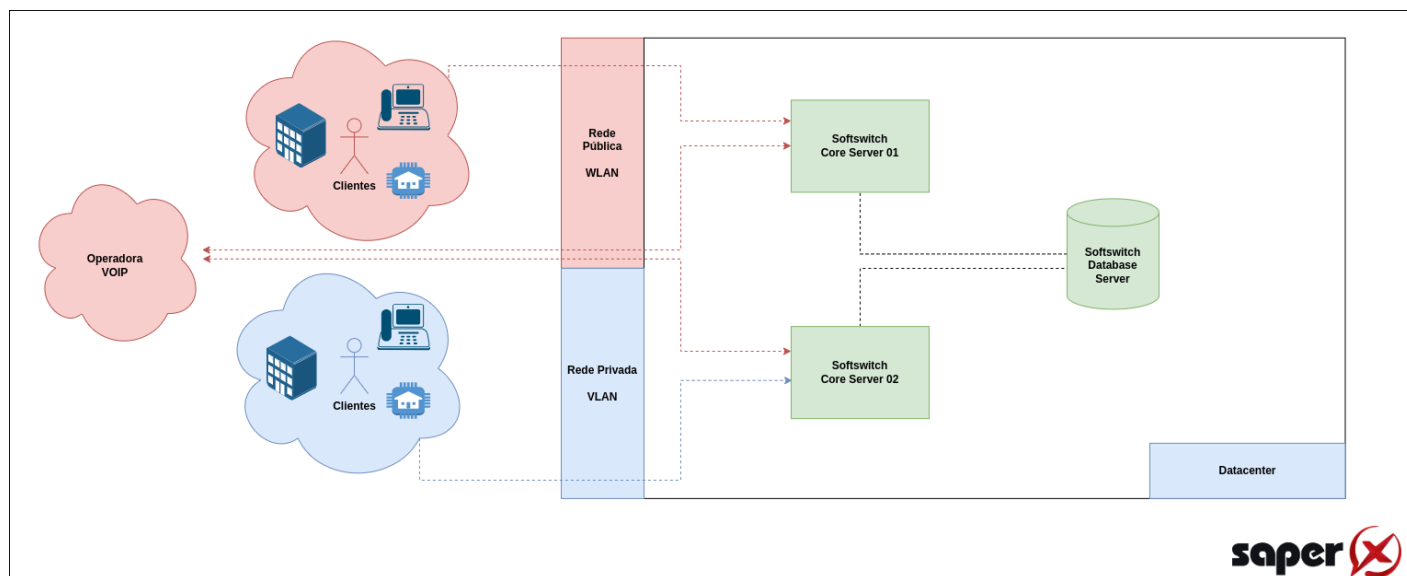 Clientes
Rede
Pública
WLAN
Softswitch
Core Server 01
Operadora
VOIP
Softswitch
Database
Server
Clientes
Rede Privada
VLAN
Softswitch
Core Server 02
Datacenter
saperx